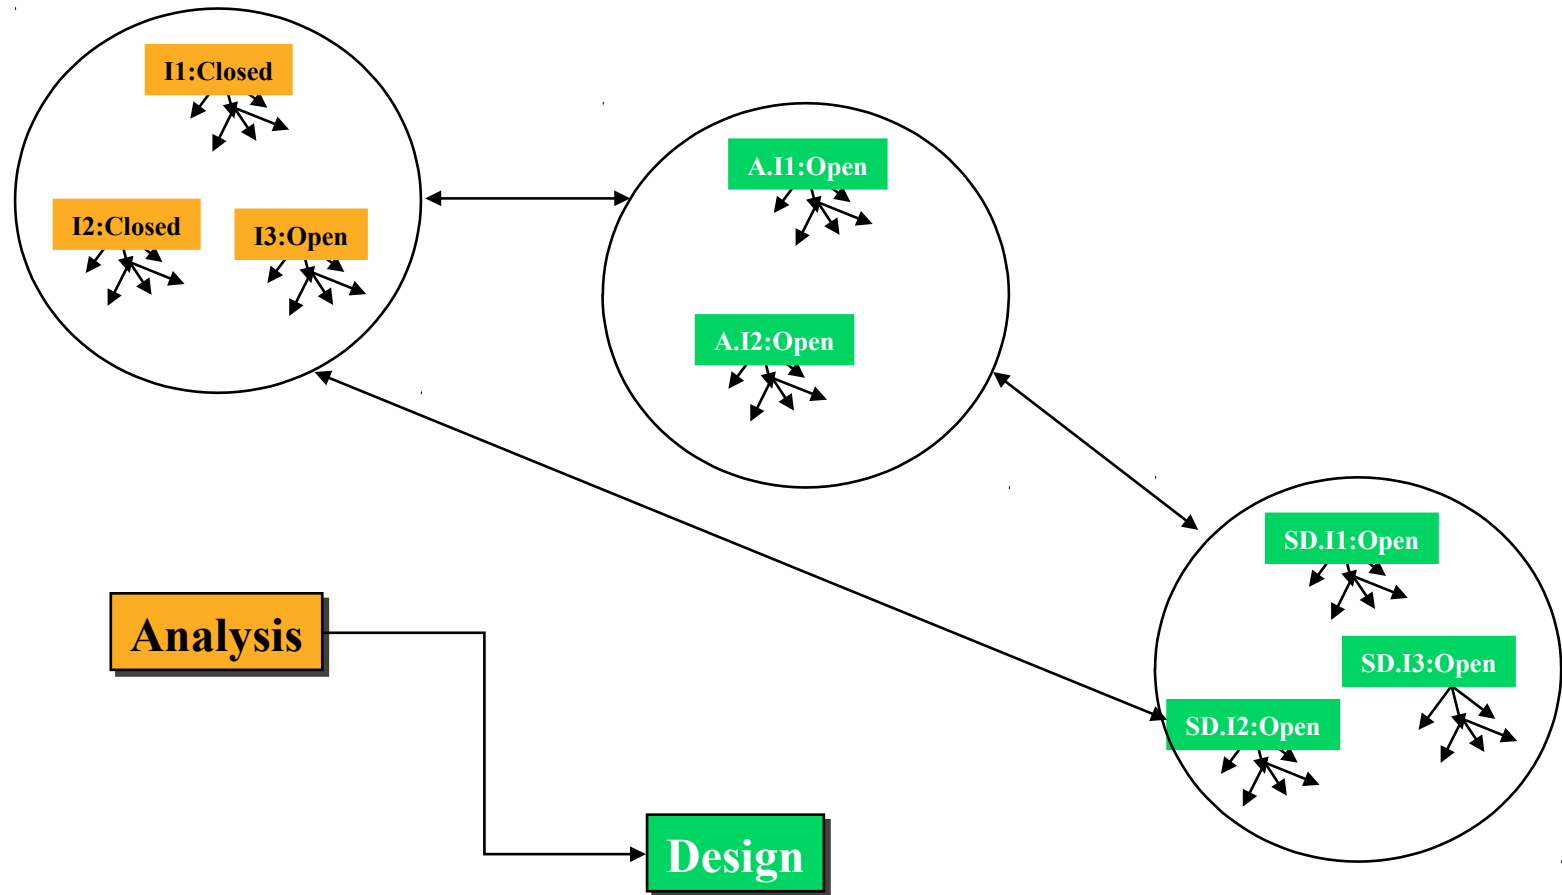 I1:Closed
I2:Closed
I3:Open
A.I1:Open
A.I2:Open
SD.I1:Open
SD.I3:Open
SD.I2:Open
Analysis
Design